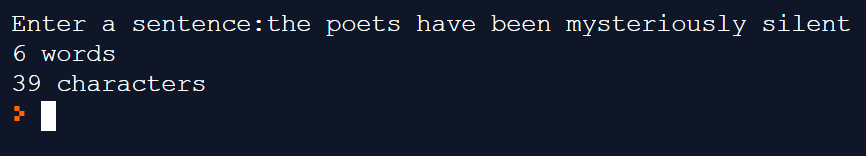 Enter a sentence:the poets have been mysteriously silent
6 words
39 characters
>